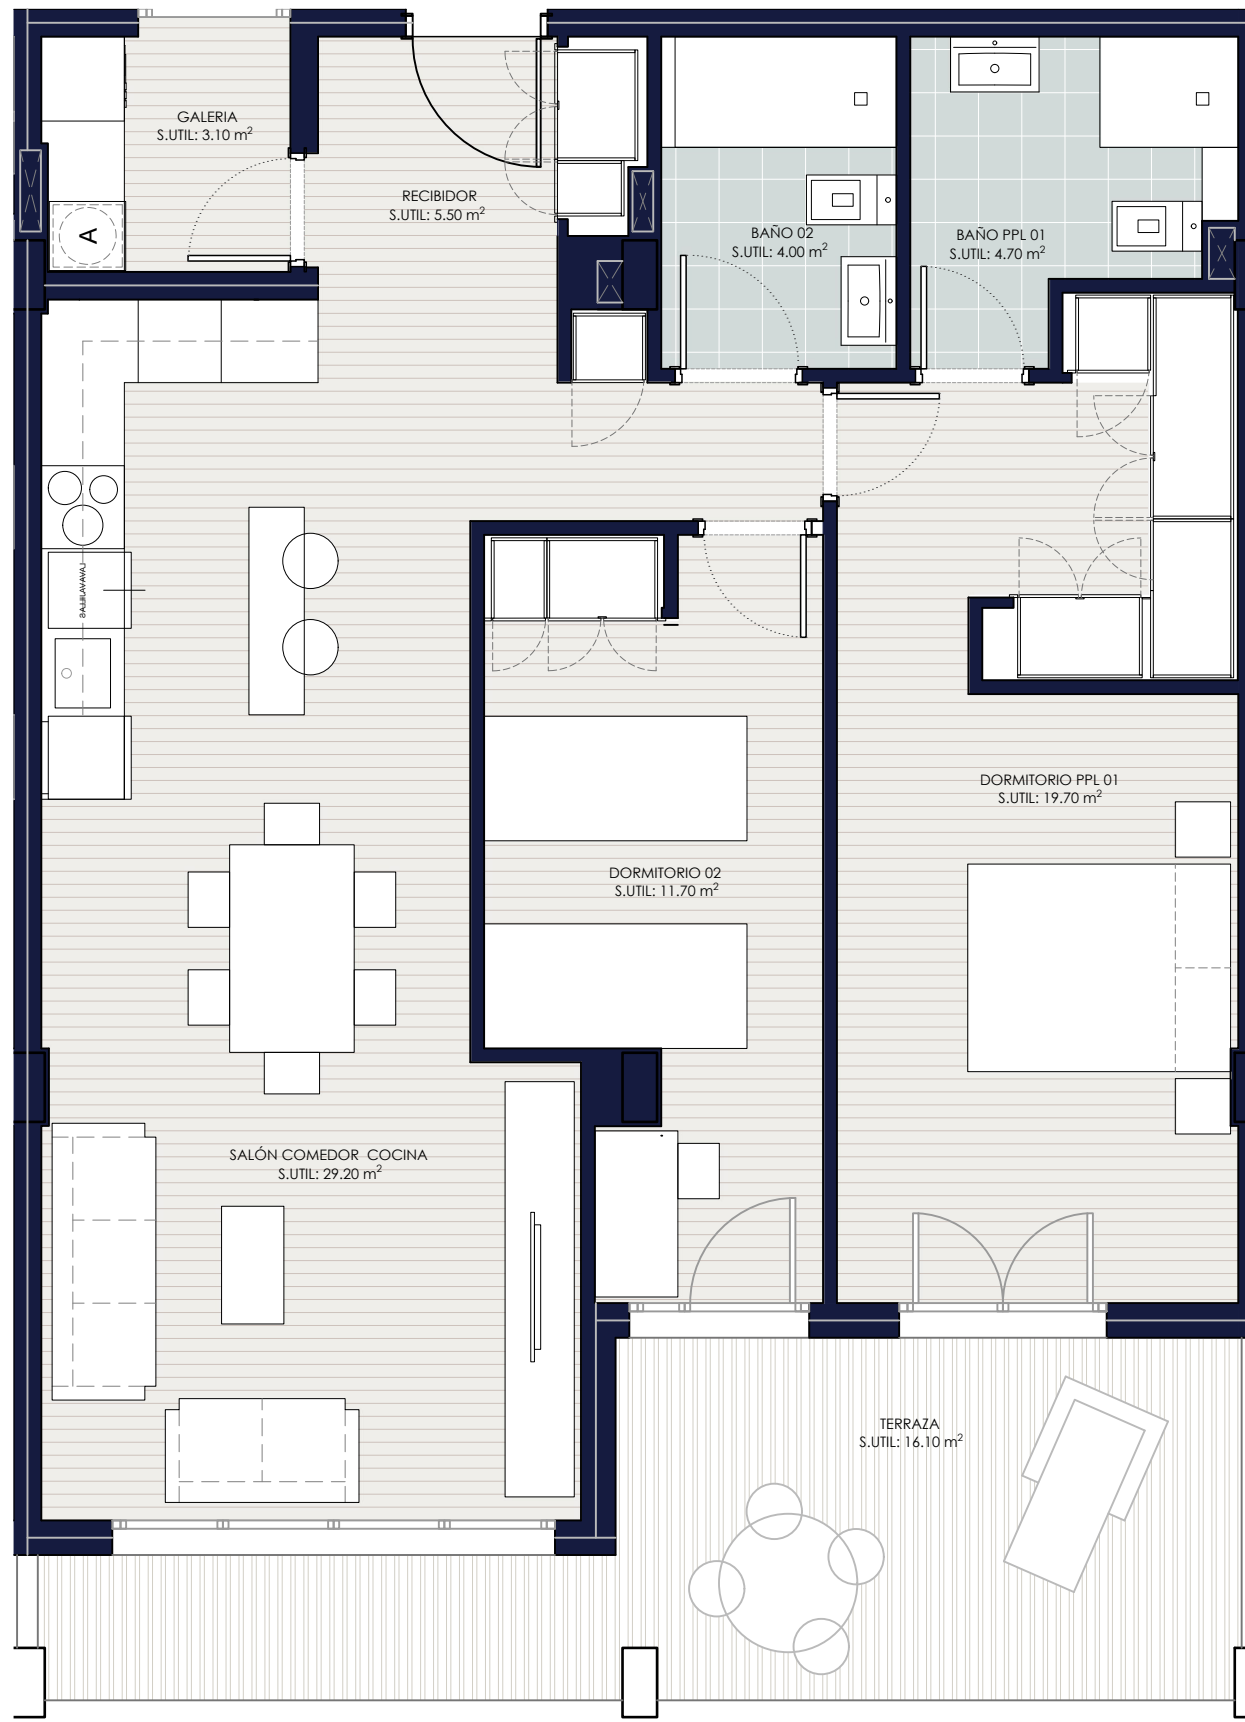 GALERIA
S.UTIL: 3.10 m²
A
RECIBIDOR
S.UTIL: 5.50 m²
BAÑO 02
S.UTIL: 4.00 m²
BAÑO PPL 01
S.UTIL: 4.70 m²
LAVAVAJILLAS
DORMITORIO PPL 01
S.UTIL: 19.70 m²
DORMITORIO 02
S.UTIL: 11.70 m²
SALÓN COMEDOR COCINA
S.UTIL: 29.20 m²
TERRAZA
S.UTIL: 16.10 m²